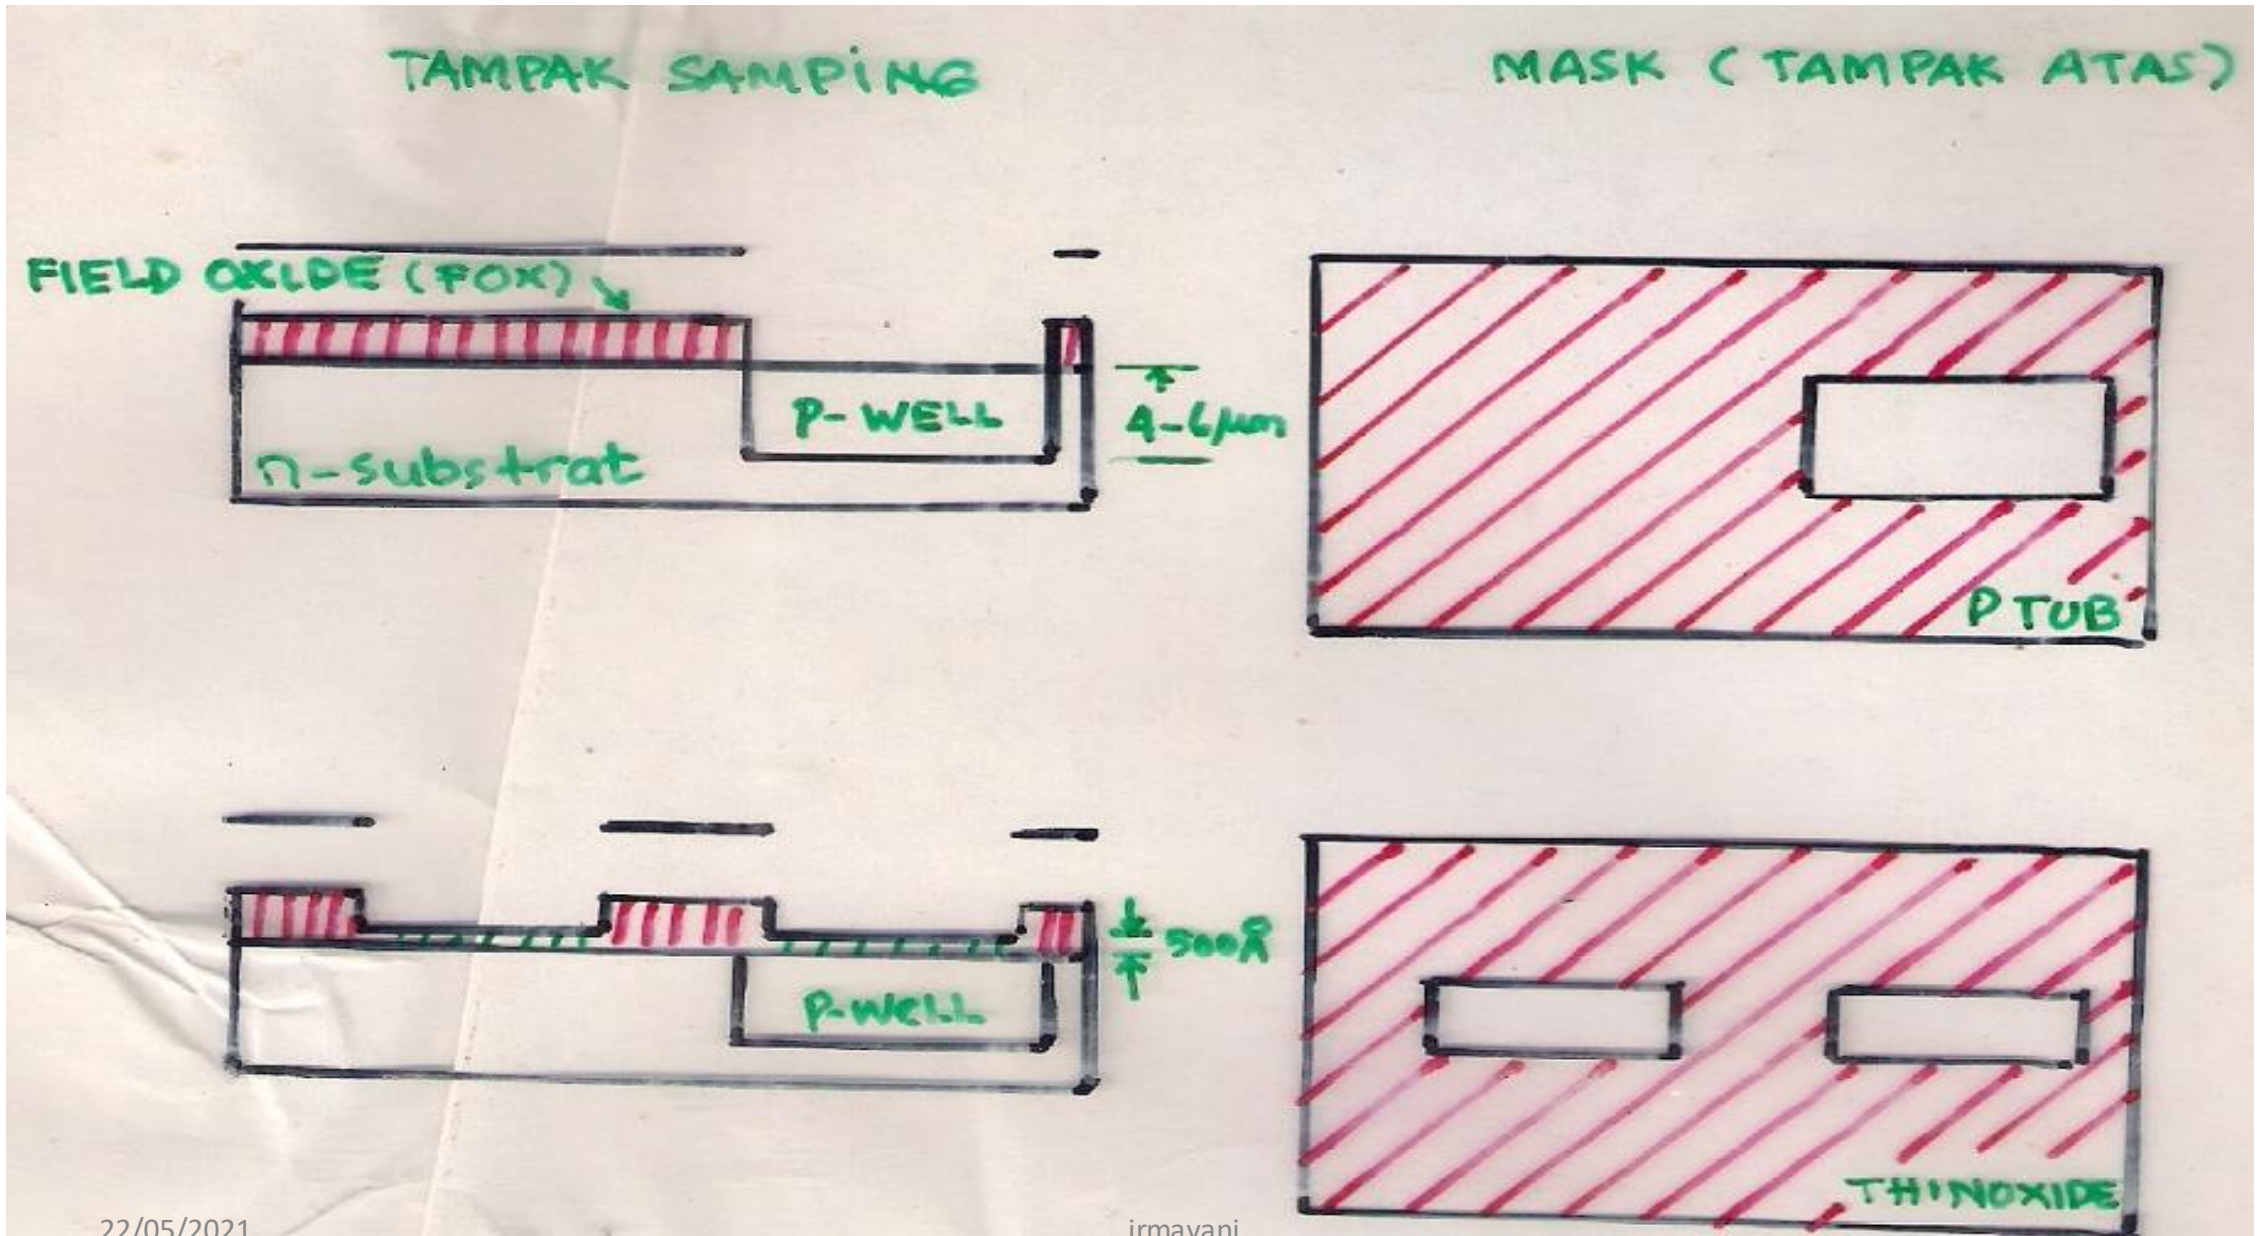 TAMPAK SAMPING
MASK (TAMPAK ATAS)
FIELD OXIDE (FOX)
P-WELL
4-6µm
n-substrat
P TUB
500Å
P-WELL
THINOXIDE
22/05/2021
irmayani